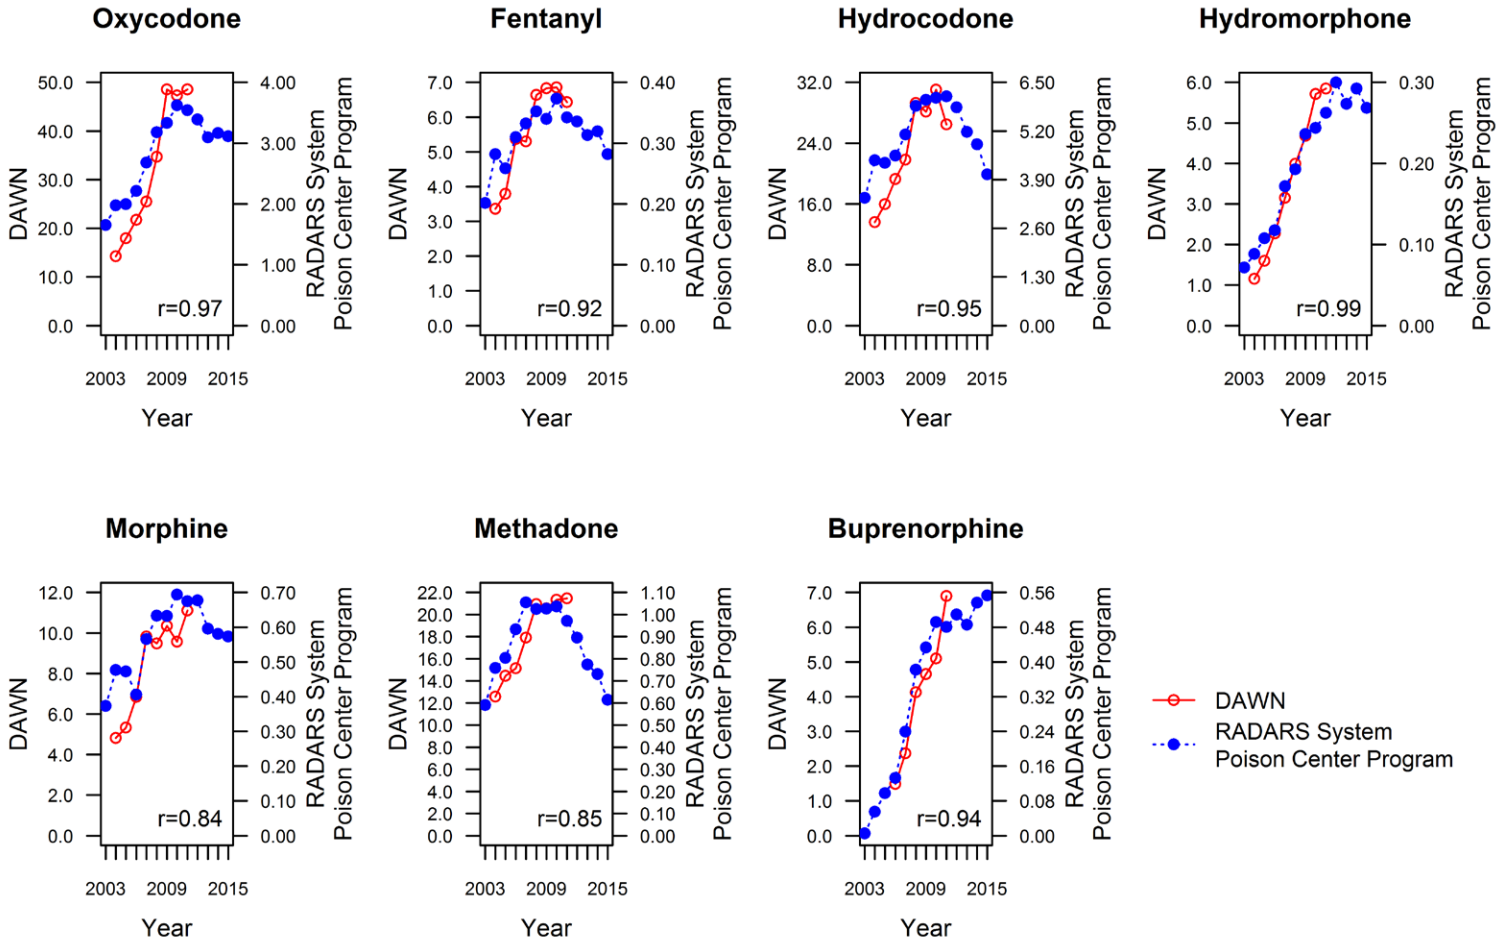 Oxycodone
50.0
40.0
30.0
20.0
10.0
0.0
DAWN
4.00
3.00
2.00
1.00
0.00
RADARS System
Poison Center Program
r=0.97
2003
2009
2015
Year
Fentanyl
7.0
6.0
5.0
4.0
3.0
2.0
1.0
0.0
DAWN
0.40
0.30
0.20
0.10
0.00
RADARS System
Poison Center Program
r=0.92
2003
2009
2015
Year
Hydrocodone
32.0
24.0
16.0
8.0
0.0
DAWN
6.50
5.20
3.90
2.60
1.30
0.00
RADARS System
Poison Center Program
r=0.95
2003
2009
2015
Year
Hydromorphone
6.0
5.0
4.0
3.0
2.0
1.0
0.0
DAWN
0.30
0.20
0.10
0.00
RADARS System
Poison Center Program
r=0.99
2003
2009
2015
Year
Morphine
12.0
10.0
8.0
6.0
4.0
2.0
0.0
DAWN
0.70
0.60
0.50
0.40
0.30
0.20
0.10
0.00
RADARS System
Poison Center Program
r=0.84
2003
2009
2015
Year
Methadone
22.0
20.0
18.0
16.0
14.0
12.0
10.0
8.0
6.0
4.0
2.0
0.0
DAWN
1.10
1.00
0.90
0.80
0.70
0.60
0.50
0.40
0.30
0.20
0.10
0.00
RADARS System
Poison Center Program
r=0.85
2003
2009
2015
Year
Buprenorphine
7.0
6.0
5.0
4.0
3.0
2.0
1.0
0.0
DAWN
0.56
0.48
0.40
0.32
0.24
0.16
0.08
0.00
RADARS System
Poison Center Program
r=0.94
2003
2009
2015
Year
DAWN
RADARS System
Poison Center Program